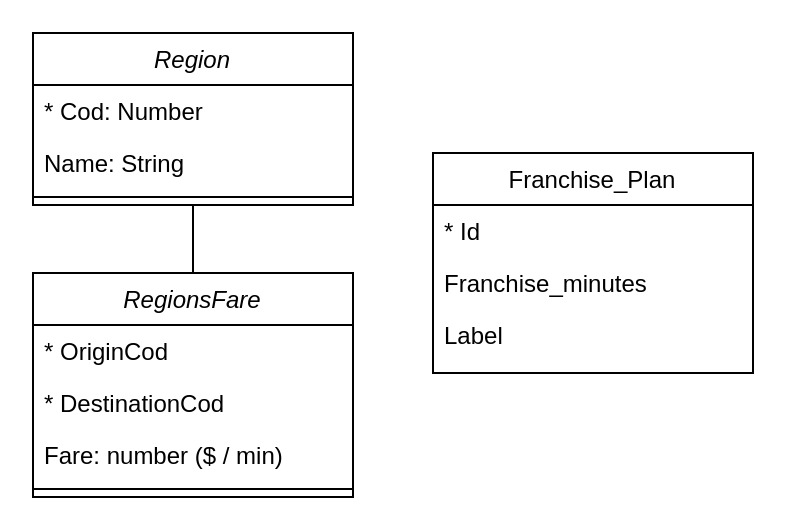 Region
* Cod: Number
Name: String
RegionsFare
* OriginCod
* DestinationCod
Fare: number ($ / min)
Franchise_Plan
* Id
Franchise_minutes
Label